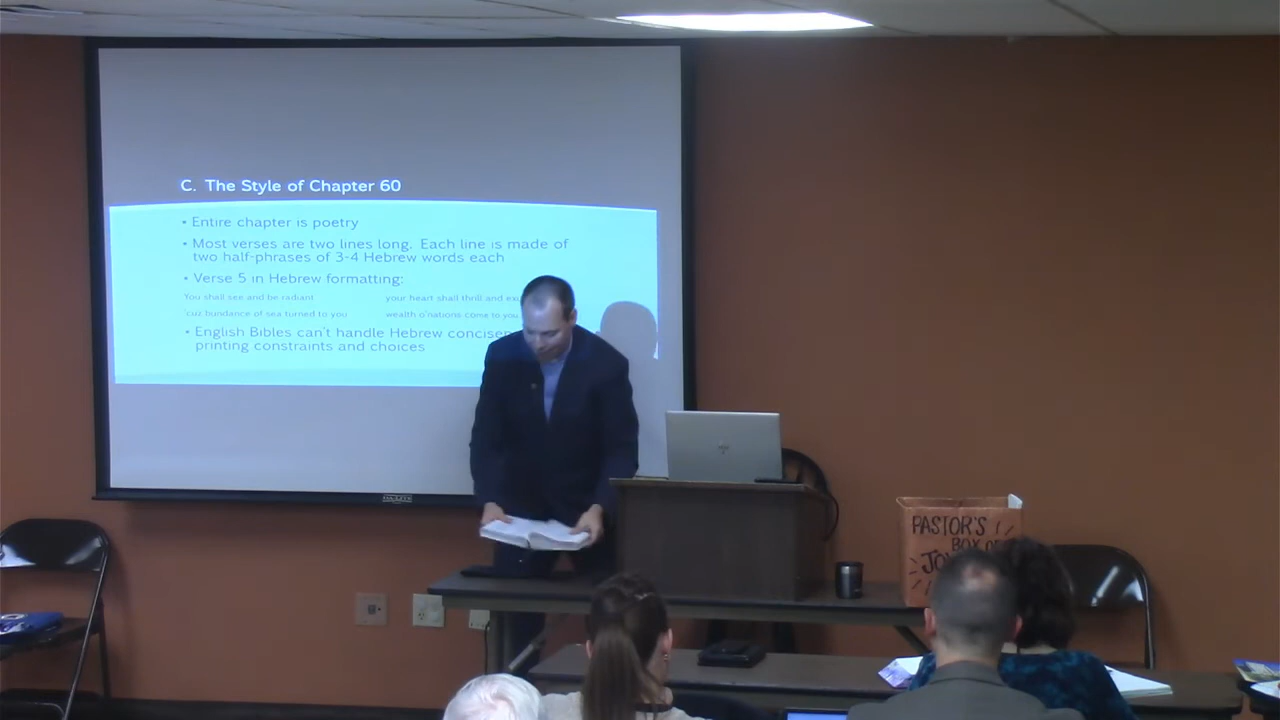 C. The Style of Chapter 60
• Entire chapter is poetry
• Most verses are two lines long. Each line is made of
two half-phrases of 3-4 Hebrew words each
• Verse 5 in Hebrew formatting:
You shall see and be radiant your heart shall thrill and
'cuz bundance of sea turned to you wealth o'nations come to you
• English Bibles can't handle Hebrew
printing constraints and choices
PASTOR'S
BOX OF